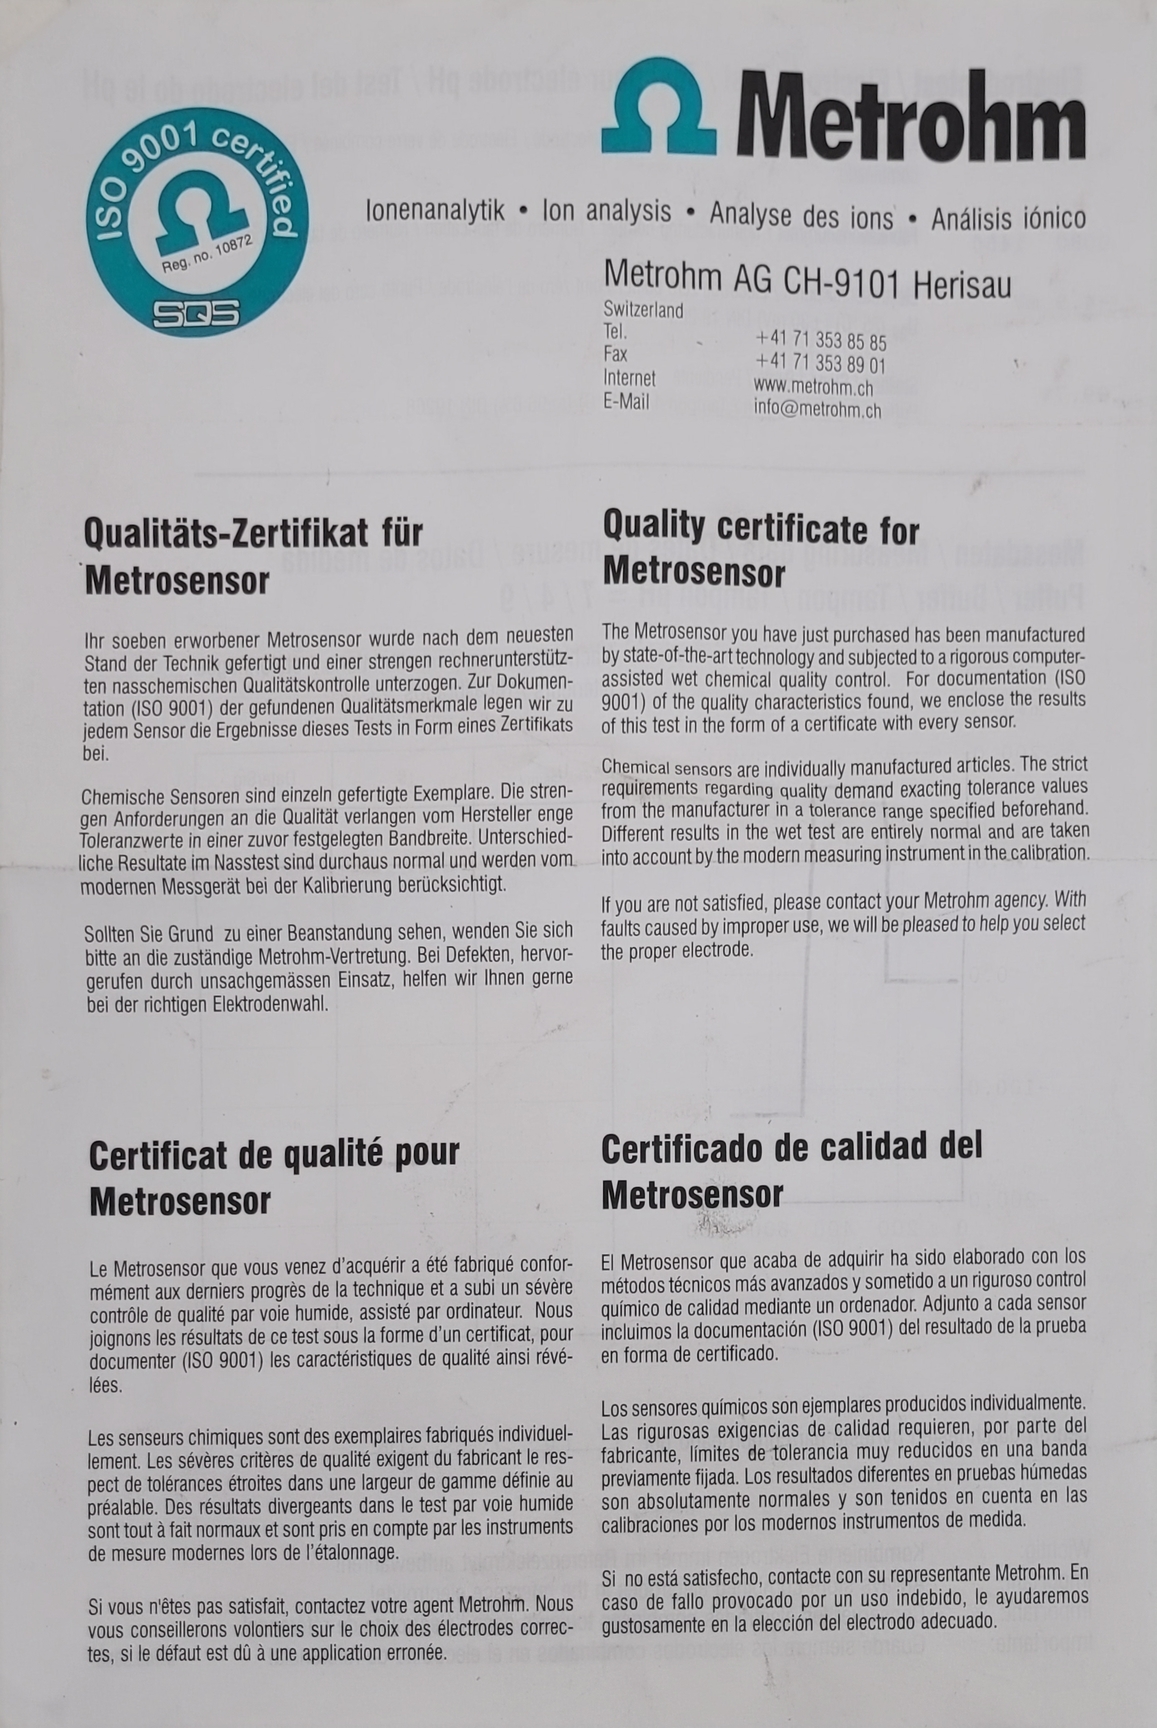 ISO 9001 certified
Reg. no. 10872
SQS
Metrohm
Ionenanalytik • Ion analysis • Analyse des ions • Análisis iónico
Metrohm AG CH-9101 Herisau
Switzerland
Tel. +41 71 353 85 85
Fax +41 71 353 89 01
Internet www.metrohm.ch
E-Mail info@metrohm.ch
Qualitäts-Zertifikat für
Metrosensor
Ihr soeben erworbener Metrosensor wurde nach dem neuesten
Stand der Technik gefertigt und einer strengen rechnerunterstütz-
ten nasschemischen Qualitätskontrolle unterzogen. Zur Dokumen-
tation (ISO 9001) der gefundenen Qualitätsmerkmale legen wir zu
jedem Sensor die Ergebnisse dieses Tests in Form eines Zertifikats
bei.
Chemische Sensoren sind einzeln gefertigte Exemplare. Die stren-
gen Anforderungen an die Qualität verlangen vom Hersteller enge
Toleranzwerte in einer zuvor festgelegten Bandbreite. Unterschied-
liche Resultate im Nasstest sind durchaus normal und werden vom
modernen Messgerät bei der Kalibrierung berücksichtigt.
Sollten Sie Grund zu einer Beanstandung sehen, wenden Sie sich
bitte an die zuständige Metrohm-Vertretung. Bei Defekten, hervor-
gerufen durch unsachgemässen Einsatz, helfen wir Ihnen gerne
bei der richtigen Elektrodenwahl.
Quality certificate for
Metrosensor
The Metrosensor you have just purchased has been manufactured
by state-of-the-art technology and subjected to a rigorous computer-
assisted wet chemical quality control. For documentation (ISO
9001) of the quality characteristics found, we enclose the results
of this test in the form of a certificate with every sensor.
Chemical sensors are individually manufactured articles. The strict
requirements regarding quality demand exacting tolerance values
from the manufacturer in a tolerance range specified beforehand.
Different results in the wet test are entirely normal and are taken
into account by the modern measuring instrument in the calibration.
If you are not satisfied, please contact your Metrohm agency. With
faults caused by improper use, we will be pleased to help you select
the proper electrode.
Certificat de qualité pour
Metrosensor
Le Metrosensor que vous venez d'acquérir a été fabriqué confor-
mément aux derniers progrès de la technique et a subi un sévère
contrôle de qualité par voie humide, assisté par ordinateur. Nous
joignons les résultats de ce test sous la forme d'un certificat, pour
documenter (ISO 9001) les caractéristiques de qualité ainsi révé-
lées.
Les senseurs chimiques sont des exemplaires fabriqués individuel-
lement. Les sévères critères de qualité exigent du fabricant le res-
pect de tolérances étroites dans une largeur de gamme définie au
préalable. Des résultats divergeants dans le test par voie humide
sont tout à fait normaux et sont pris en compte par les instruments
de mesure modernes lors de l'étalonnage.
Si vous n'êtes pas satisfait, contactez votre agent Metrohm. Nous
vous conseillerons volontiers sur le choix des électrodes correc-
tes, si le défaut est dû à une application erronée.
Certificado de calidad del
Metrosensor
El Metrosensor que acaba de adquirir ha sido elaborado con los
métodos técnicos más avanzados y sometido a un riguroso control
químico de calidad mediante un ordenador. Adjunto a cada sensor
incluimos la documentación (ISO 9001) del resultado de la prueba
en forma de certificado.
Los sensores químicos son ejemplares producidos individualmente.
Las rigurosas exigencias de calidad requieren, por parte del
fabricante, límites de tolerancia muy reducidos en una banda
previamente fijada. Los resultados diferentes en pruebas húmedas
son absolutamente normales y son tenidos en cuenta en las
calibraciones por los modernos instrumentos de medida.
Si no está satisfecho, contacte con su representante Metrohm. En
caso de fallo provocado por un uso indebido, le ayudaremos
gustosamente en la elección del electrodo adecuado.